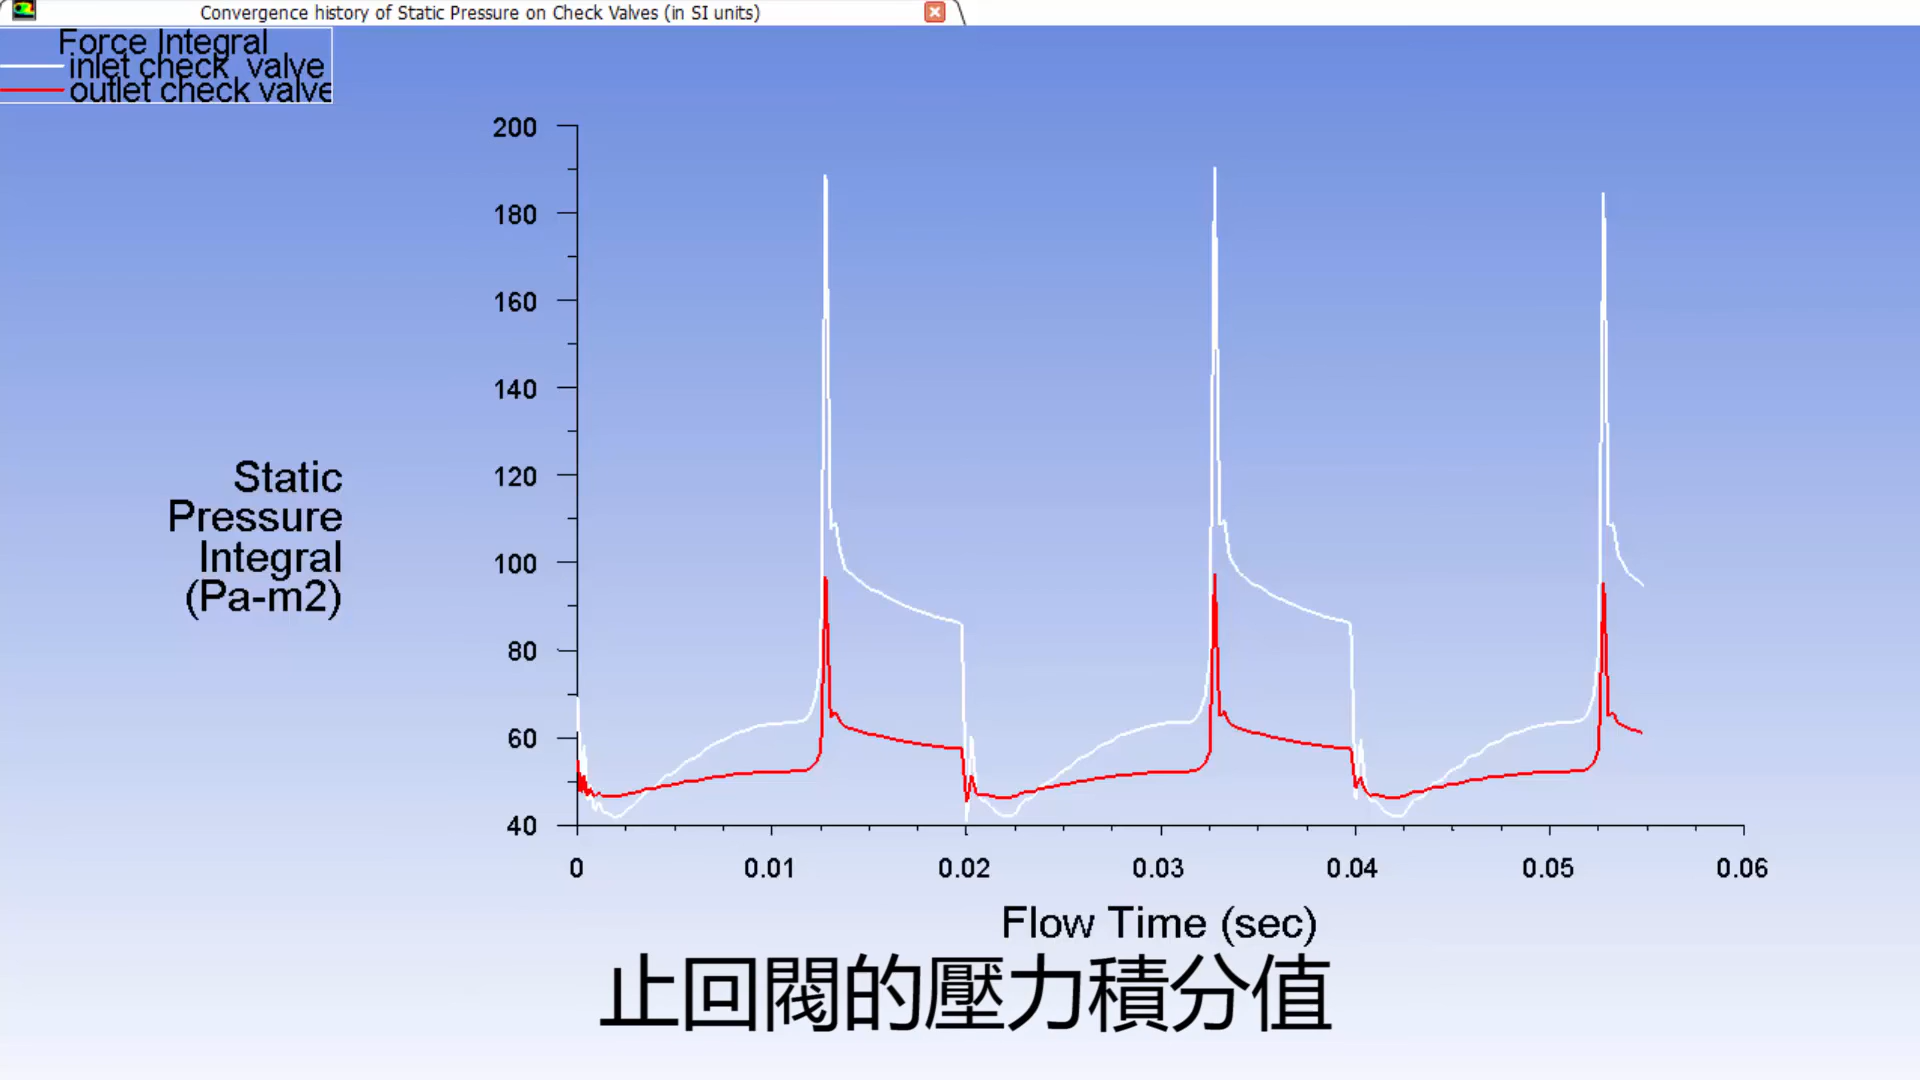 Convergence history of Static Pressure on Check Valves (in SI units)
Force Integral
inlet check valve
outlet check valve
200
180
160
140
120
100
80
60
40
Static
Pressure
Integral
(Pa-m2)
0 0.01 0.02 0.03 0.04 0.05 0.06
Flow Time (sec)
止回閥的壓力積分值